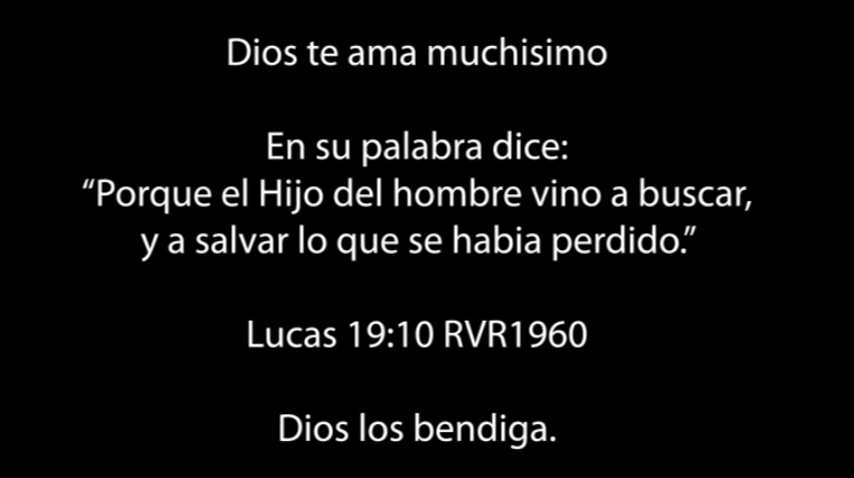 Dios te ama muchisimo
En su palabra dice:
“Porque el Hijo del hombre vino a buscar,
y a salvar lo que se habia perdido.”
Lucas 19:10 RVR1960
Dios los bendiga.